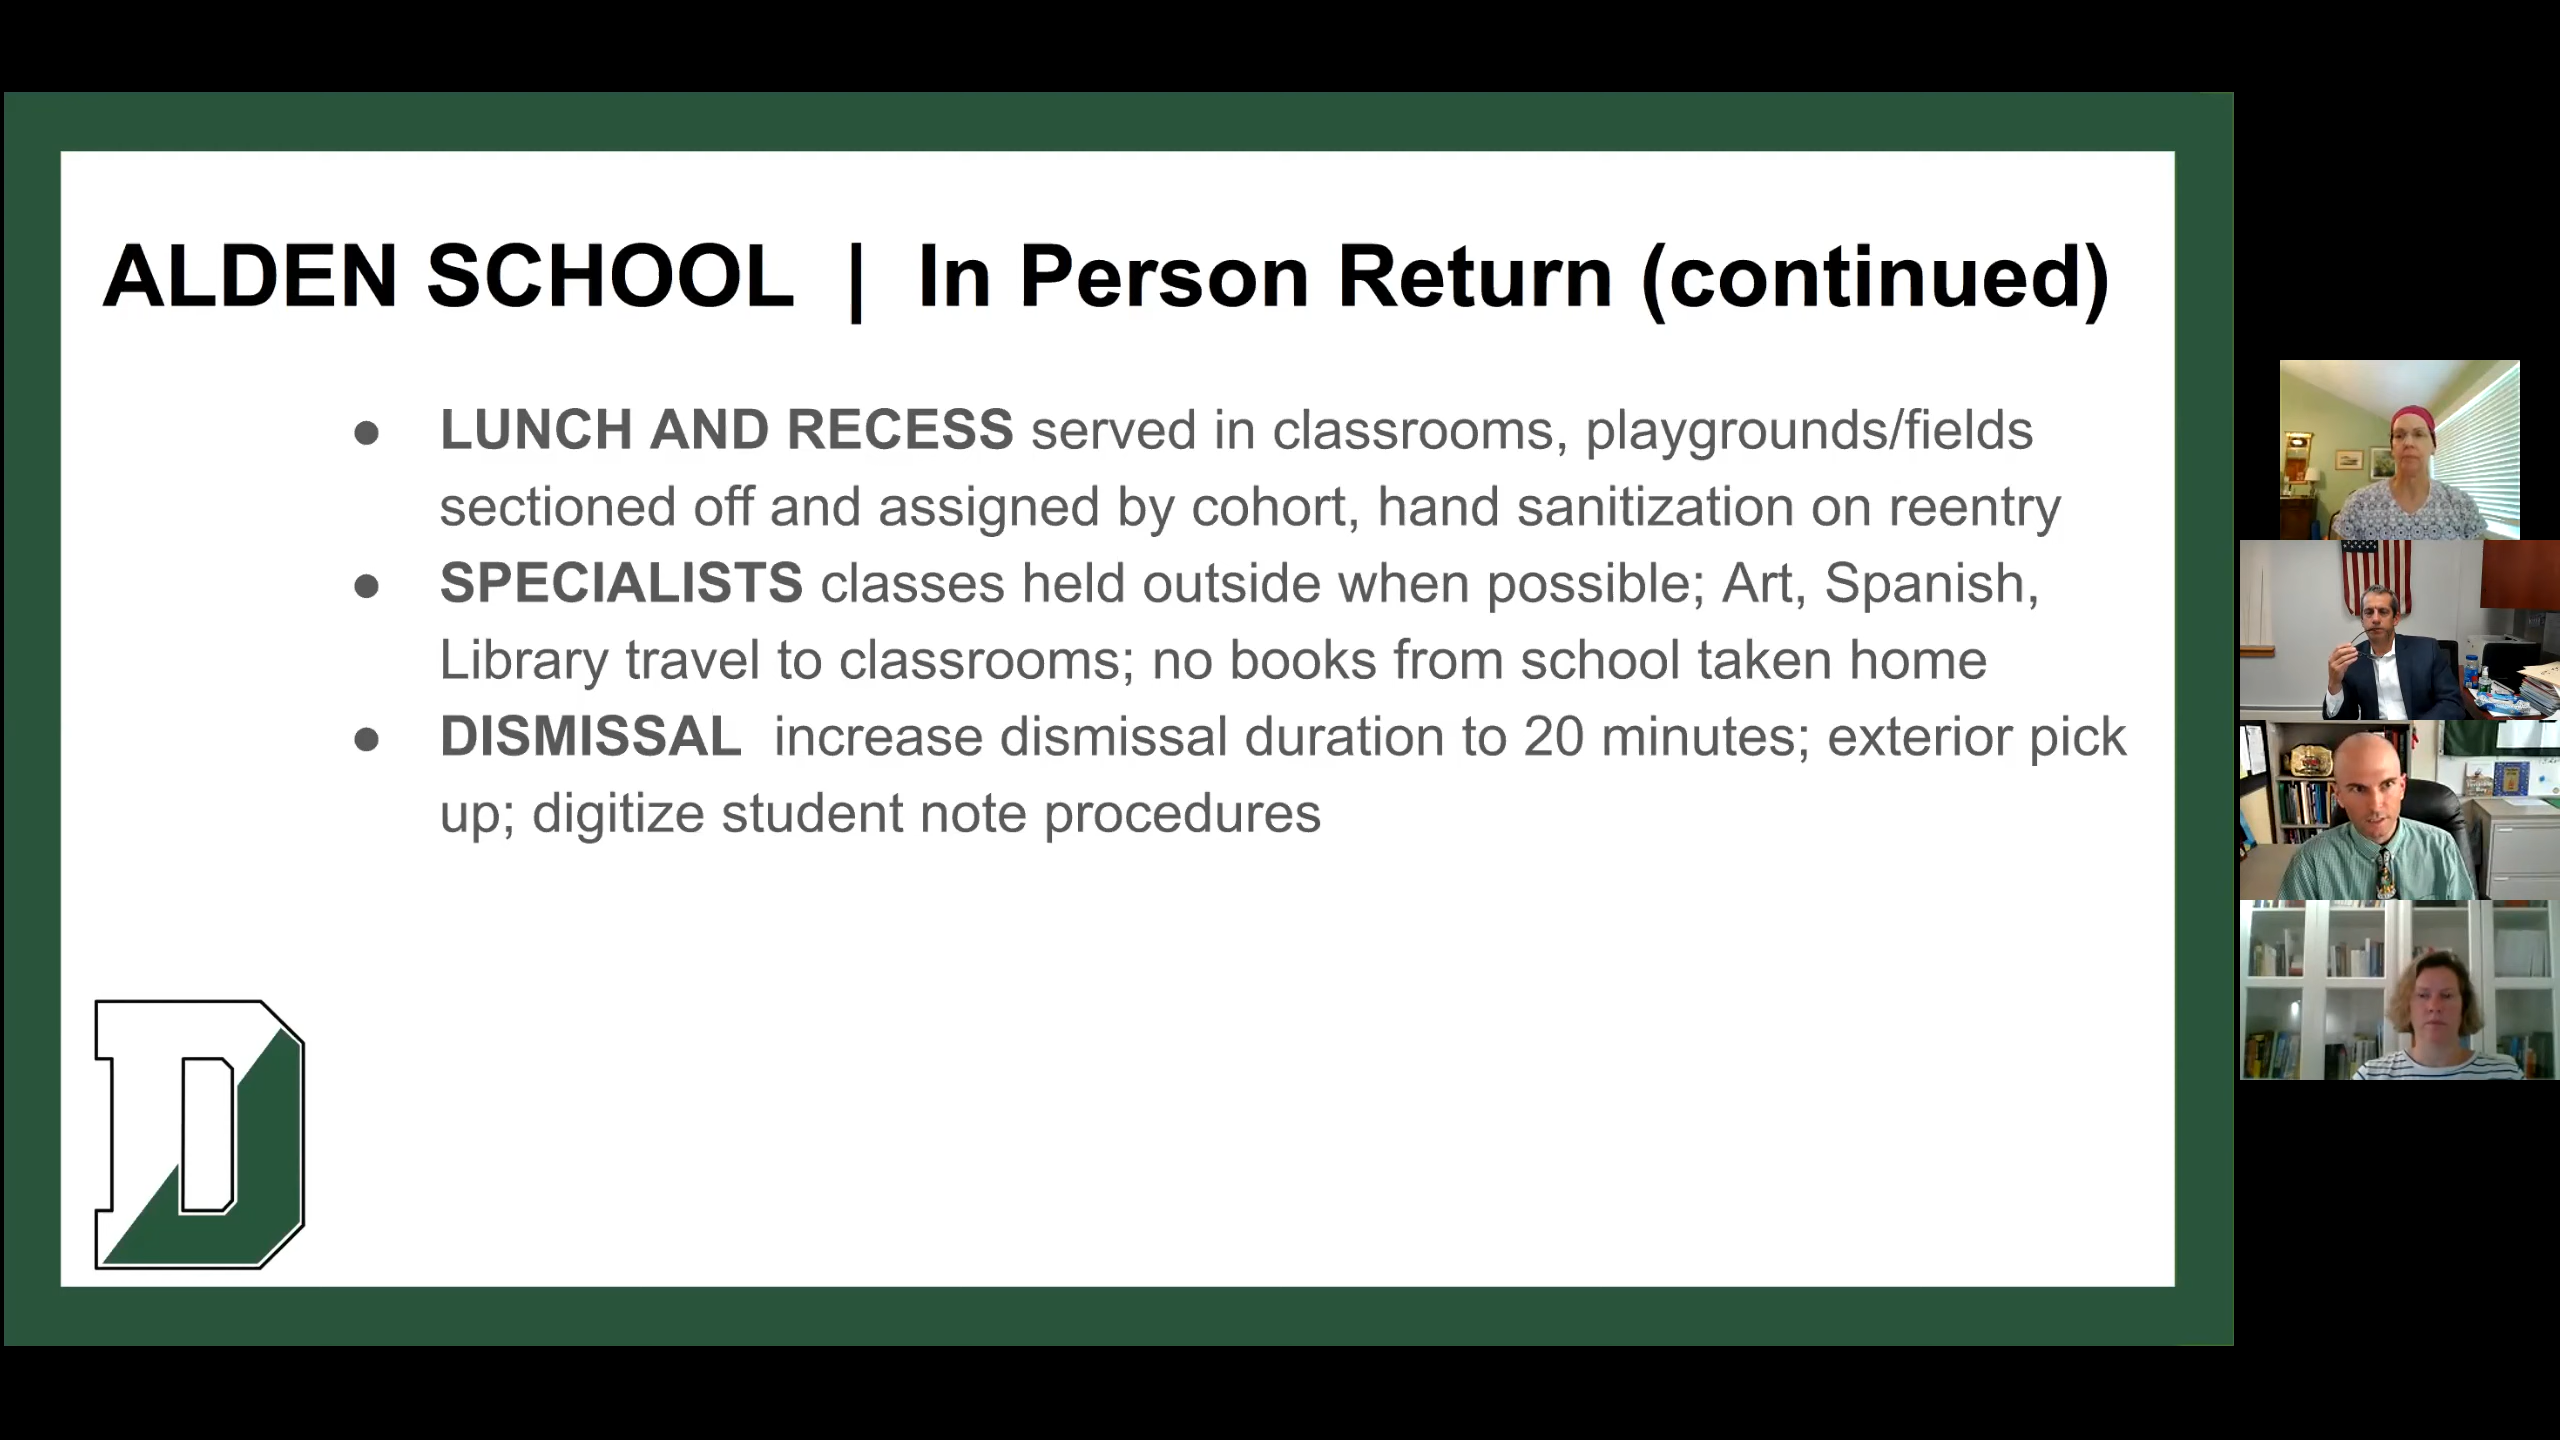 ALDEN SCHOOL | In Person Return (continued)
● LUNCH AND RECESS served in classrooms, playgrounds/fields
sectioned off and assigned by cohort, hand sanitization on reentry
● SPECIALISTS classes held outside when possible; Art, Spanish,
Library travel to classrooms; no books from school taken home
● DISMISSAL increase dismissal duration to 20 minutes; exterior pick
up; digitize student note procedures
D